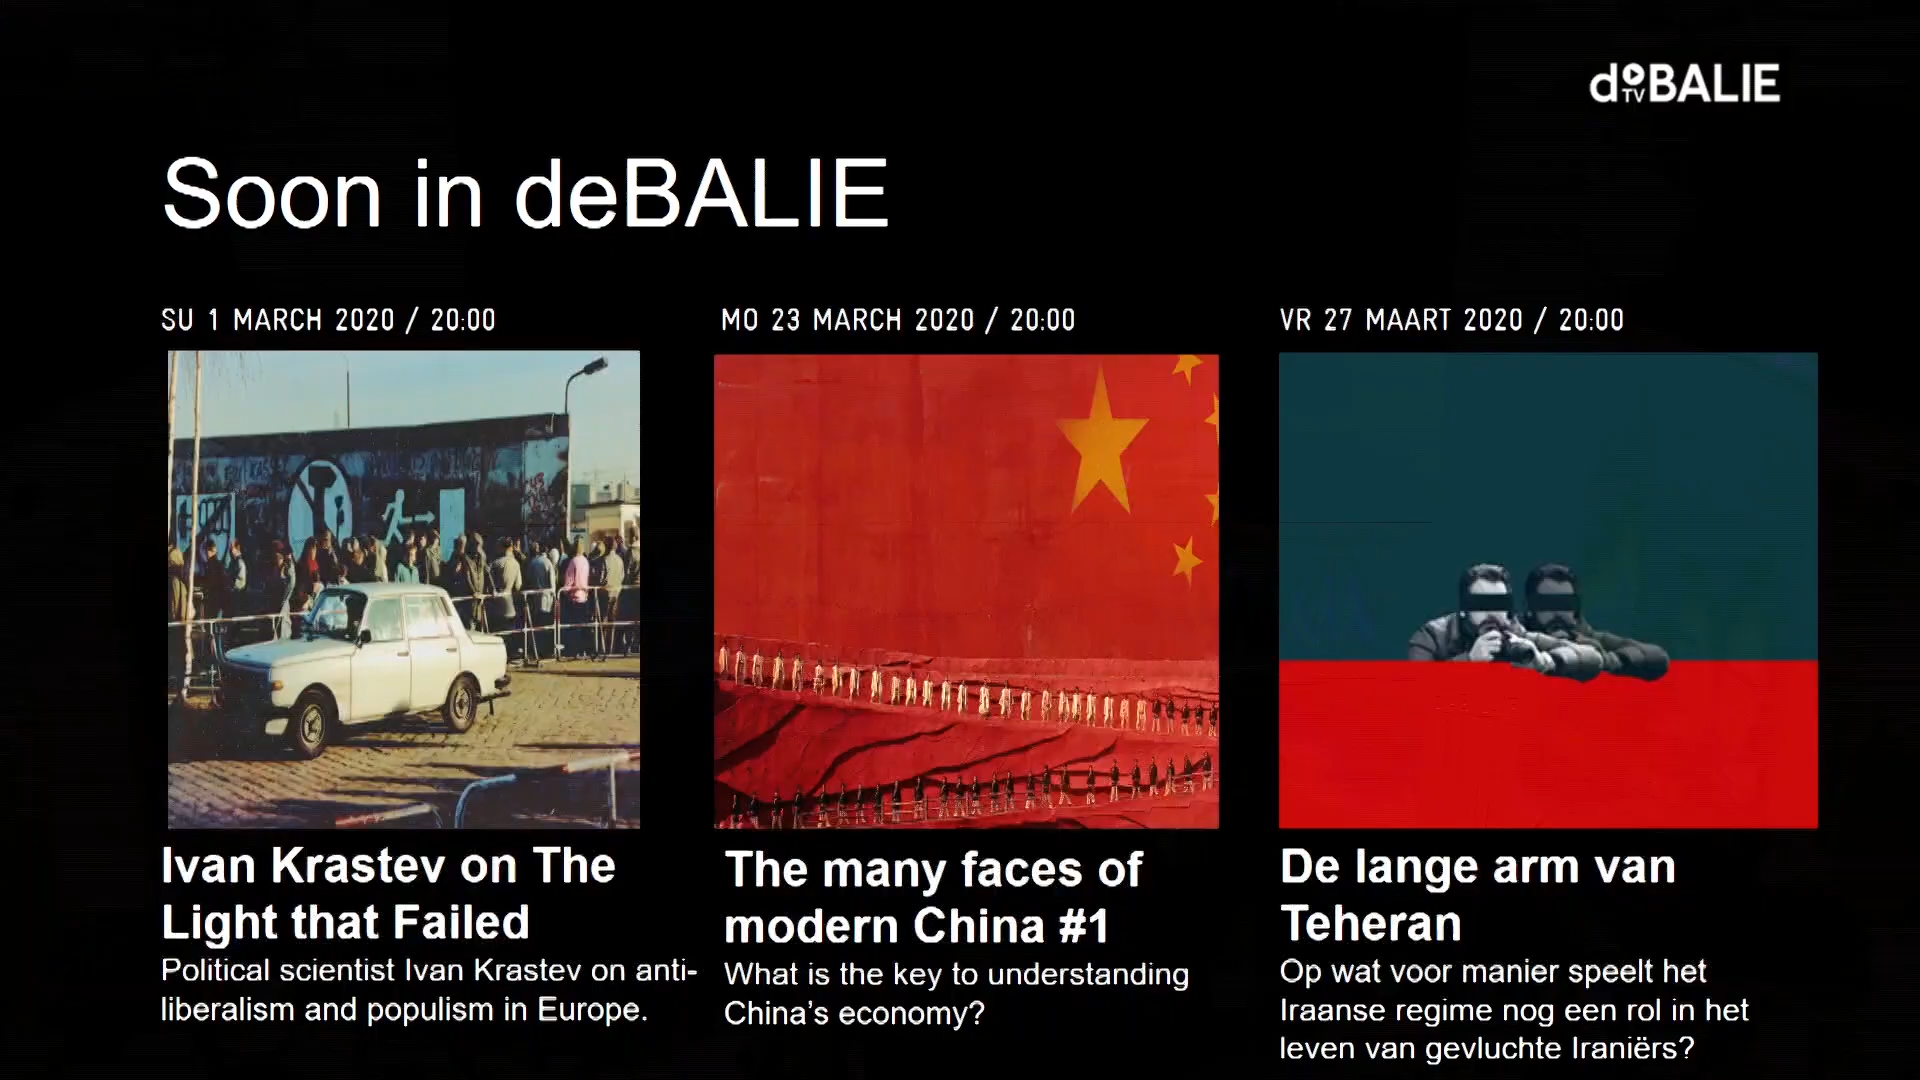 deTVBALIE
Soon in deBALIE
SU 1 MARCH 2020 / 20:00
Ivan Krastev on The
Light that Failed
Political scientist Ivan Krastev on anti-
liberalism and populism in Europe.
MO 23 MARCH 2020 / 20:00
The many faces of
modern China #1
What is the key to understanding
China's economy?
VR 27 MAART 2020 / 20:00
De lange arm van
Teheran
Op wat voor manier speelt het
Iraanse regime nog een rol in het
leven van gevluchte Iraniërs?